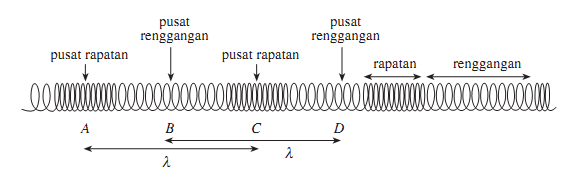 pusat
renggangan
pusat
renggangan
pusat rapatan
pusat rapatan
rapatan
renggangan
A
B
C
D
λ
λ